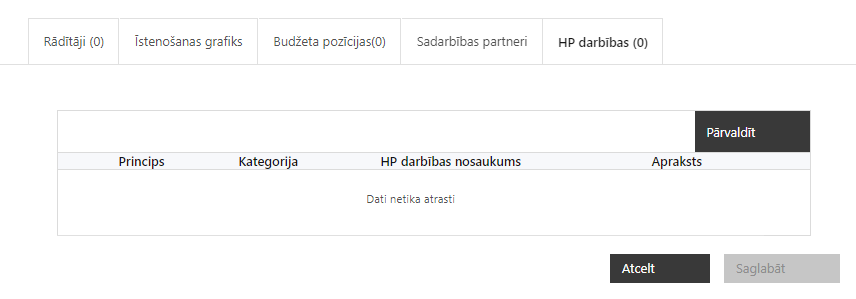 Rādītāji (0) Īstenošanas grafiks Budžeta pozīcijas(0) Sadarbības partneri HP darbības (0)
Pārvaldīt
Princips Kategorija HP darbības nosaukums Apraksts
Dati netika atrasti
Atcelt Saglabāt